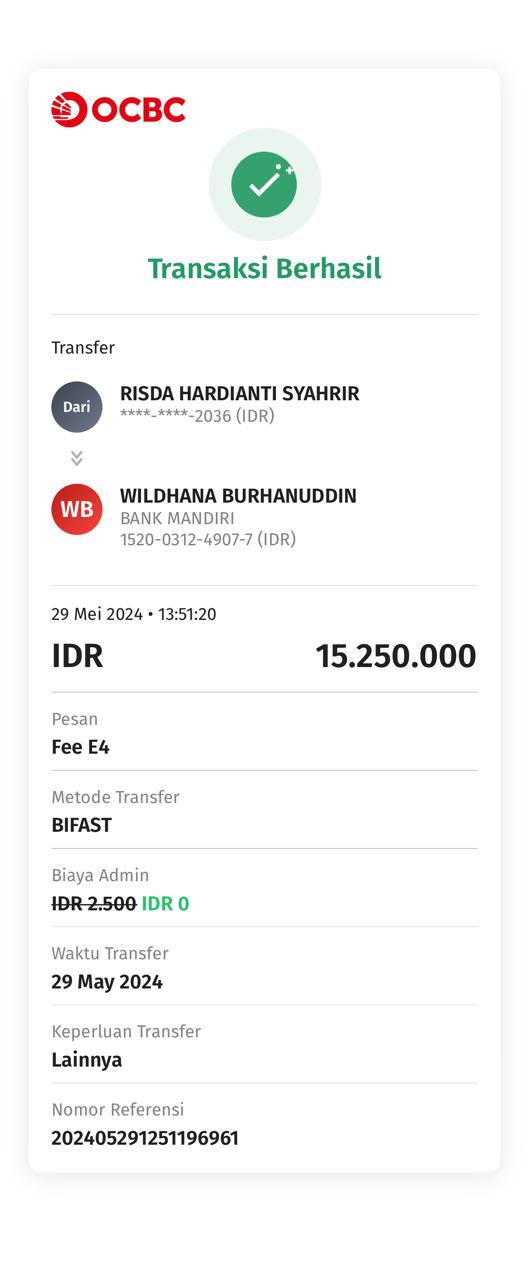 OCBC
Transaksi Berhasil
Transfer
Dari
RISDA HARDIANTI SYAHRIR
****-****-2036 (IDR)
WB
WILDHANA BURHANUDDIN
BANK MANDIRI
1520-0312-4907-7 (IDR)
29 Mei 2024 • 13:51:20
IDR 15.250.000
Pesan
Fee E4
Metode Transfer
BIFAST
Biaya Admin
IDR 2.500 IDR 0
Waktu Transfer
29 May 2024
Keperluan Transfer
Lainnya
Nomor Referensi
202405291251196961